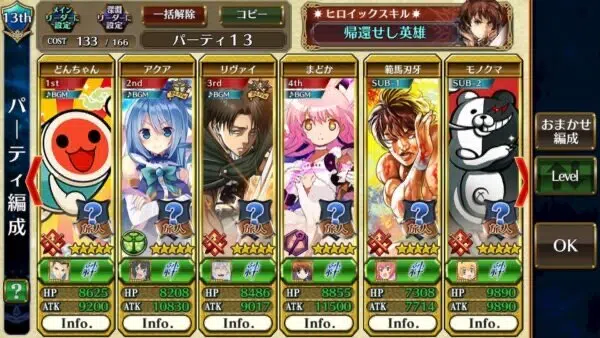 13th
メイン
リーダー
設定
深淵
リーダー
設定
一括解除
コピー
COST 133 / 166
パーティ13
ヒロイックスキル
帰還せし英雄
パーティ編成
どんちゃん
1st
♪BGM
アクア
2nd
リヴァイ
3rd
♪BGM
まどか
4th
♪BGM
範馬刃牙
SUB-1
モノクマ
SUB-2
旅人
旅人
旅人
旅人
旅人
旅人
絆
絆
絆
絆
絆
絆
HP 8625
ATK 9200
Info.
HP 8208
ATK 10830
Info.
HP 8486
ATK 9017
Info.
HP 8855
ATK 11500
Info.
HP 7308
ATK 7714
Info.
HP 9890
ATK 9890
Info.
おまかせ
編成
Level
OK
?